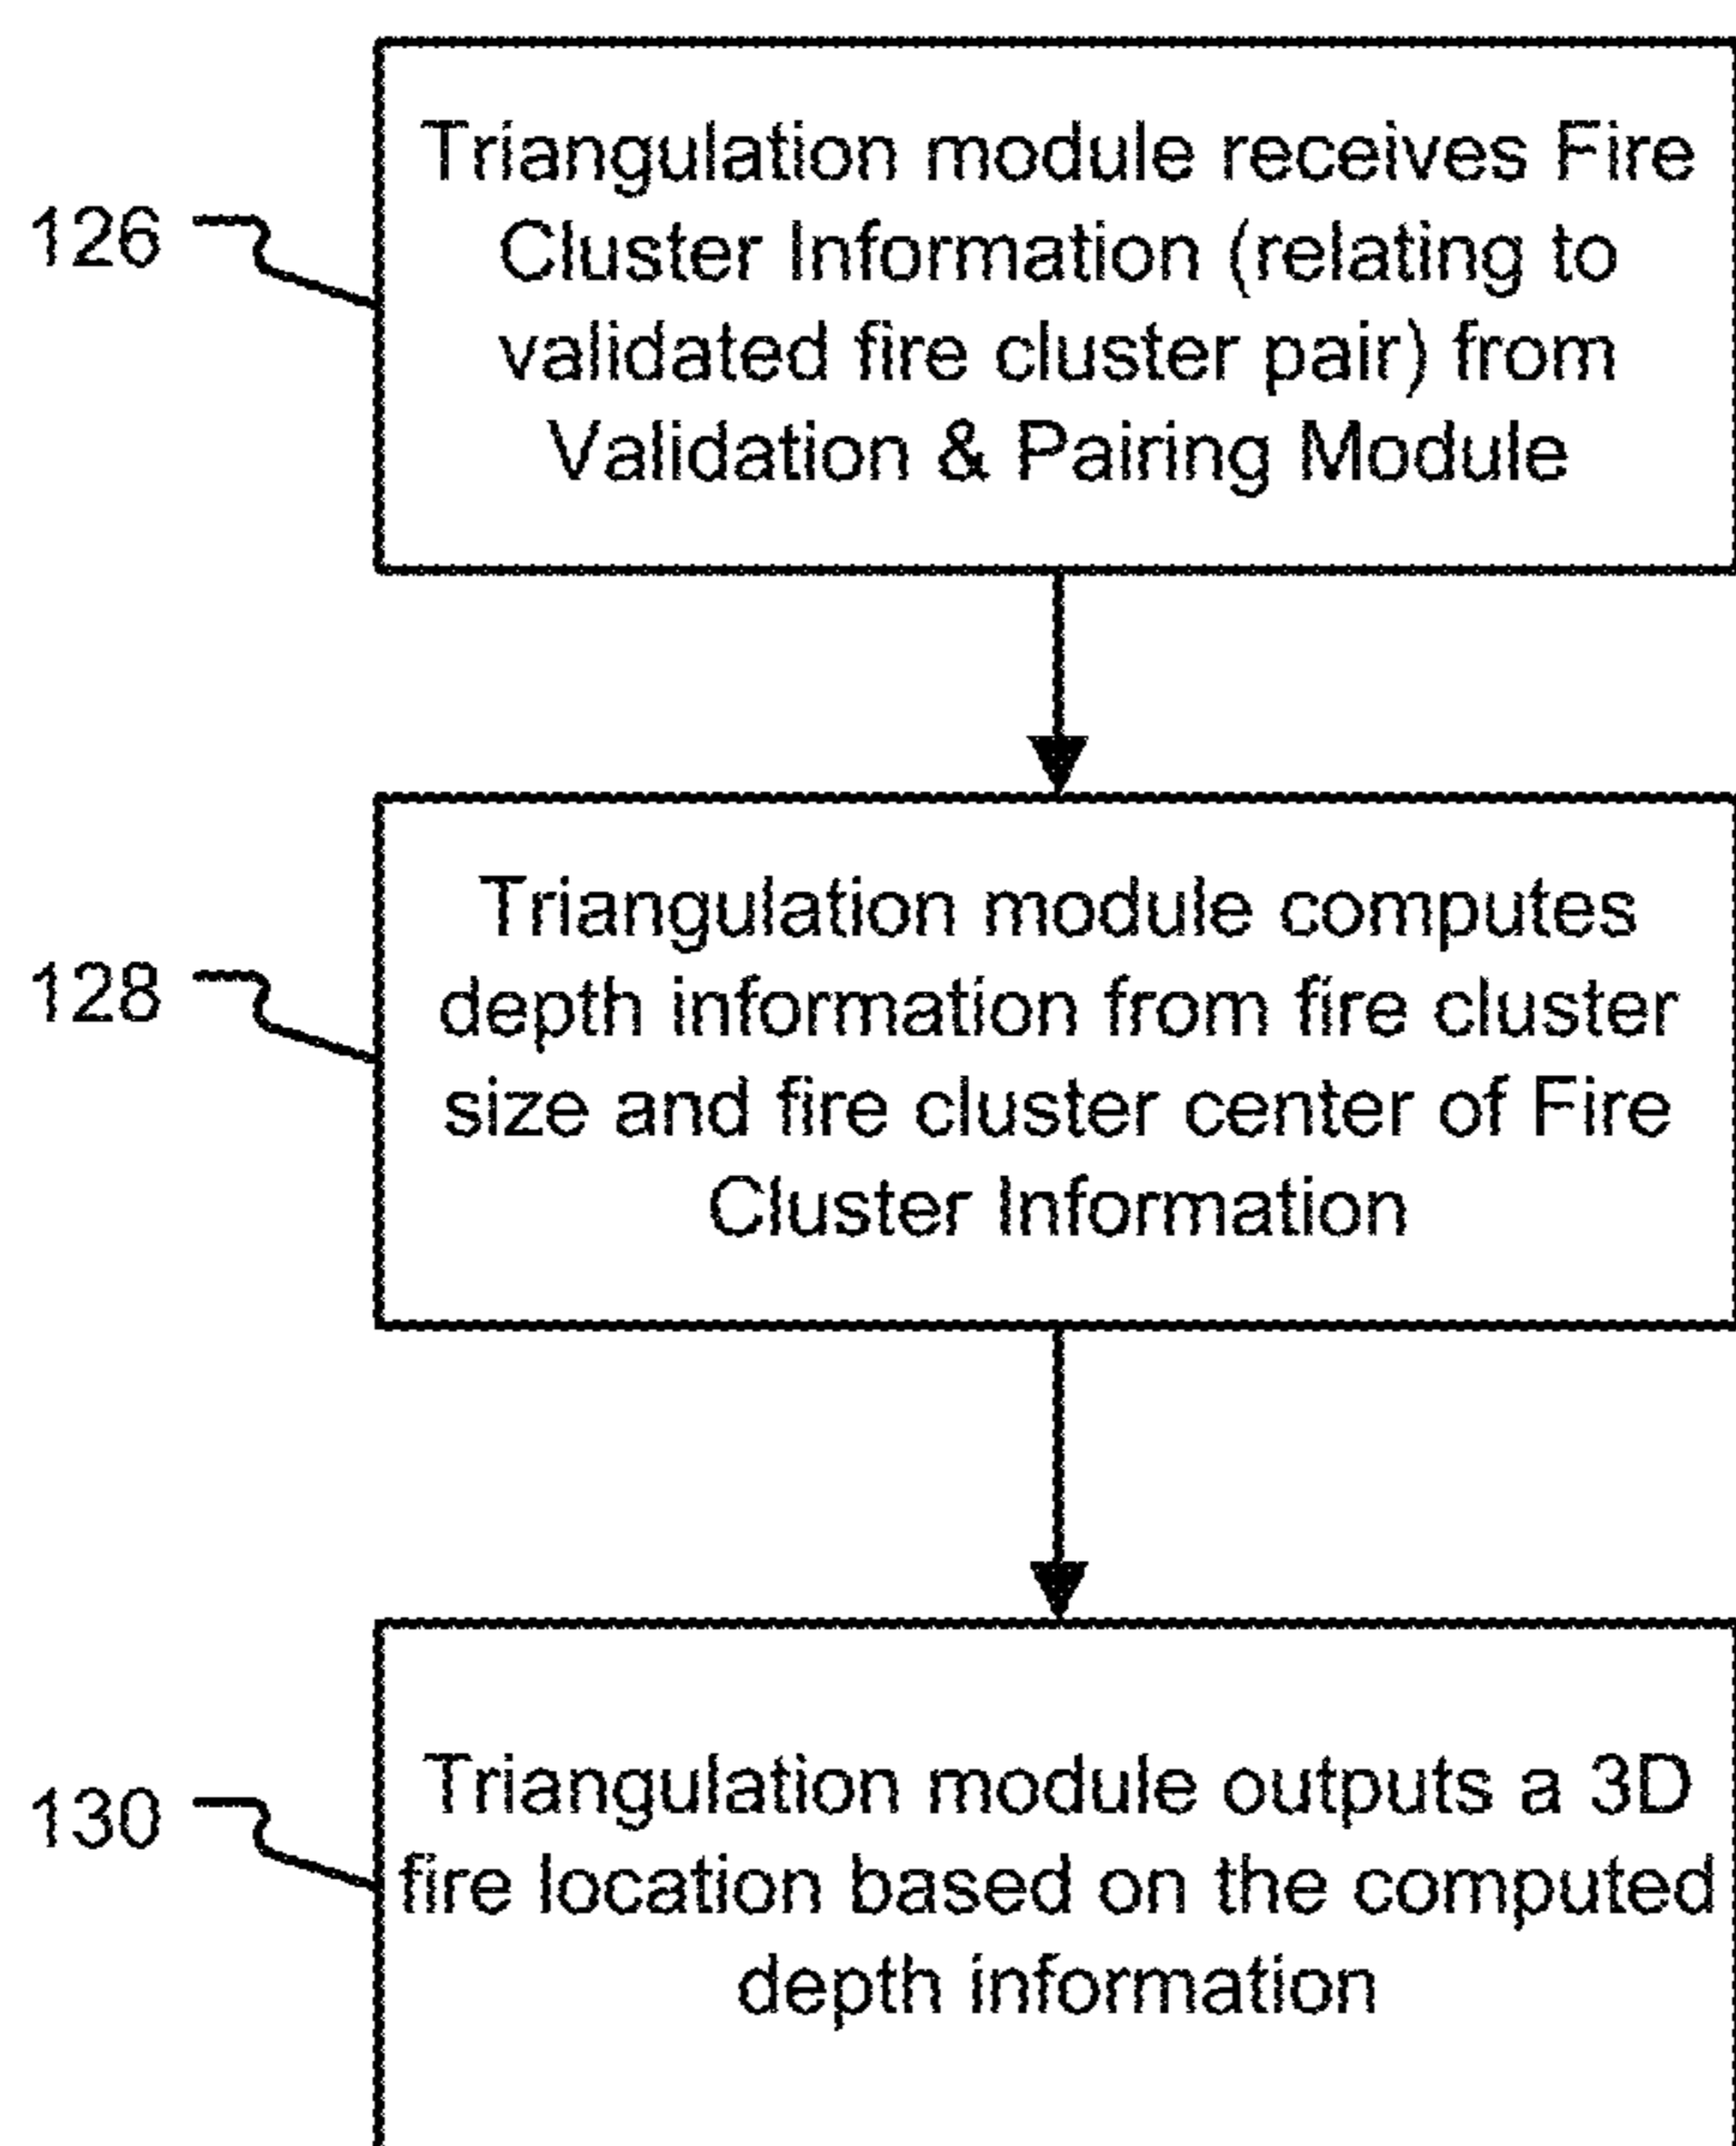 126
Triangulation module receives Fire
Cluster Information (relating to
validated fire cluster pair) from
Validation & Pairing Module
128
Triangulation module computes
depth information from fire cluster
size and fire cluster center of Fire
Cluster Information
130
Triangulation module outputs a 3D
fire location based on the computed
depth information